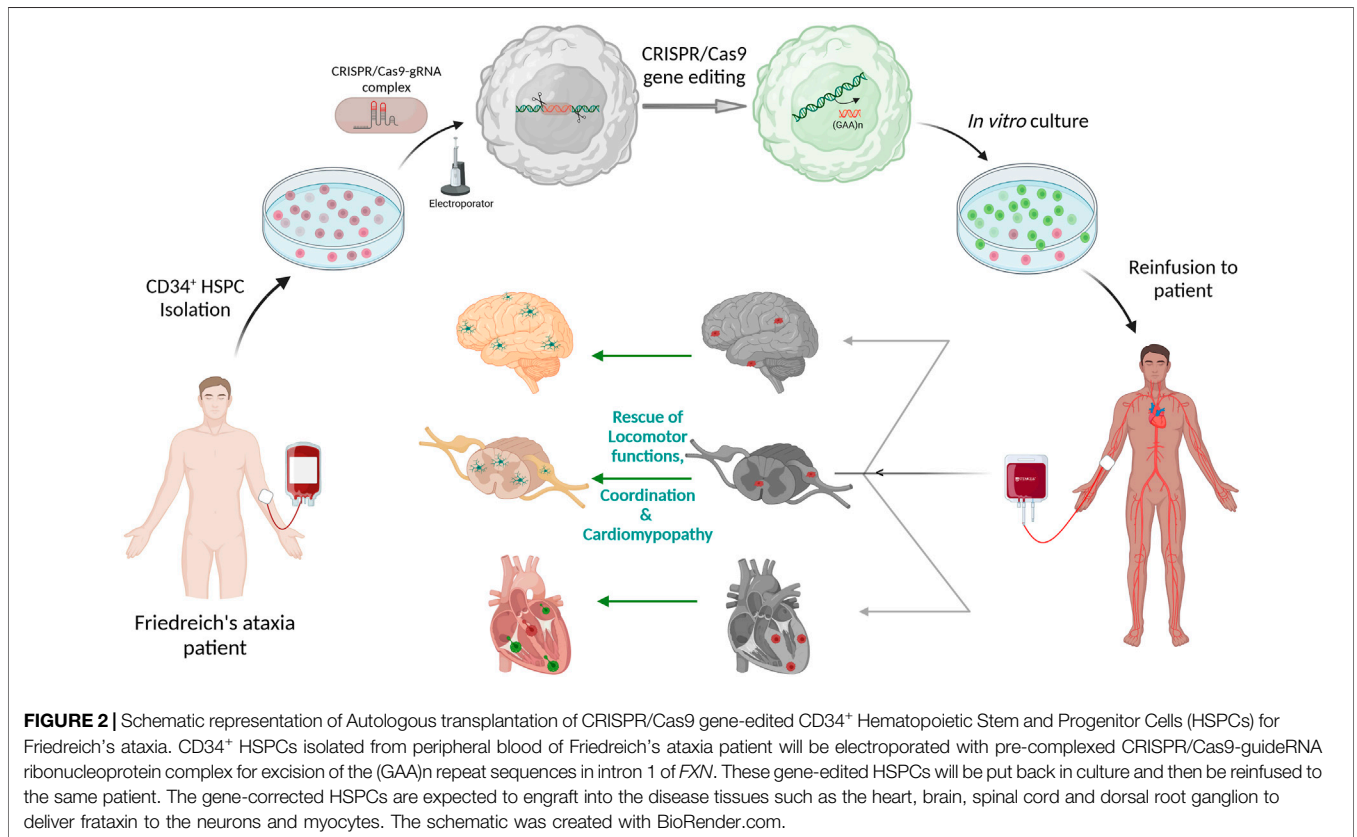 CRISPR/Cas9-gRNA
complex
Electroporator
CRISPR/Cas9
gene editing
(GAA)n
In vitro culture
CD34⁺ HSPC
Isolation
Reinfusion to
patient
Rescue of
Locomotor
functions,
Coordination
&
Cardiomypopathy
Friedreich's ataxia
patient
FIGURE 2 | Schematic representation of Autologous transplantation of CRISPR/Cas9 gene-edited CD34⁺ Hematopoietic Stem and Progenitor Cells (HSPCs) for
Friedreich's ataxia. CD34⁺ HSPCs isolated from peripheral blood of Friedreich's ataxia patient will be electroporated with pre-complexed CRISPR/Cas9-guideRNA
ribonucleoprotein complex for excision of the (GAA)n repeat sequences in intron 1 of FXN. These gene-edited HSPCs will be put back in culture and then be reinfused to
the same patient. The gene-corrected HSPCs are expected to engraft into the disease tissues such as the heart, brain, spinal cord and dorsal root ganglion to
deliver frataxin to the neurons and myocytes. The schematic was created with BioRender.com.